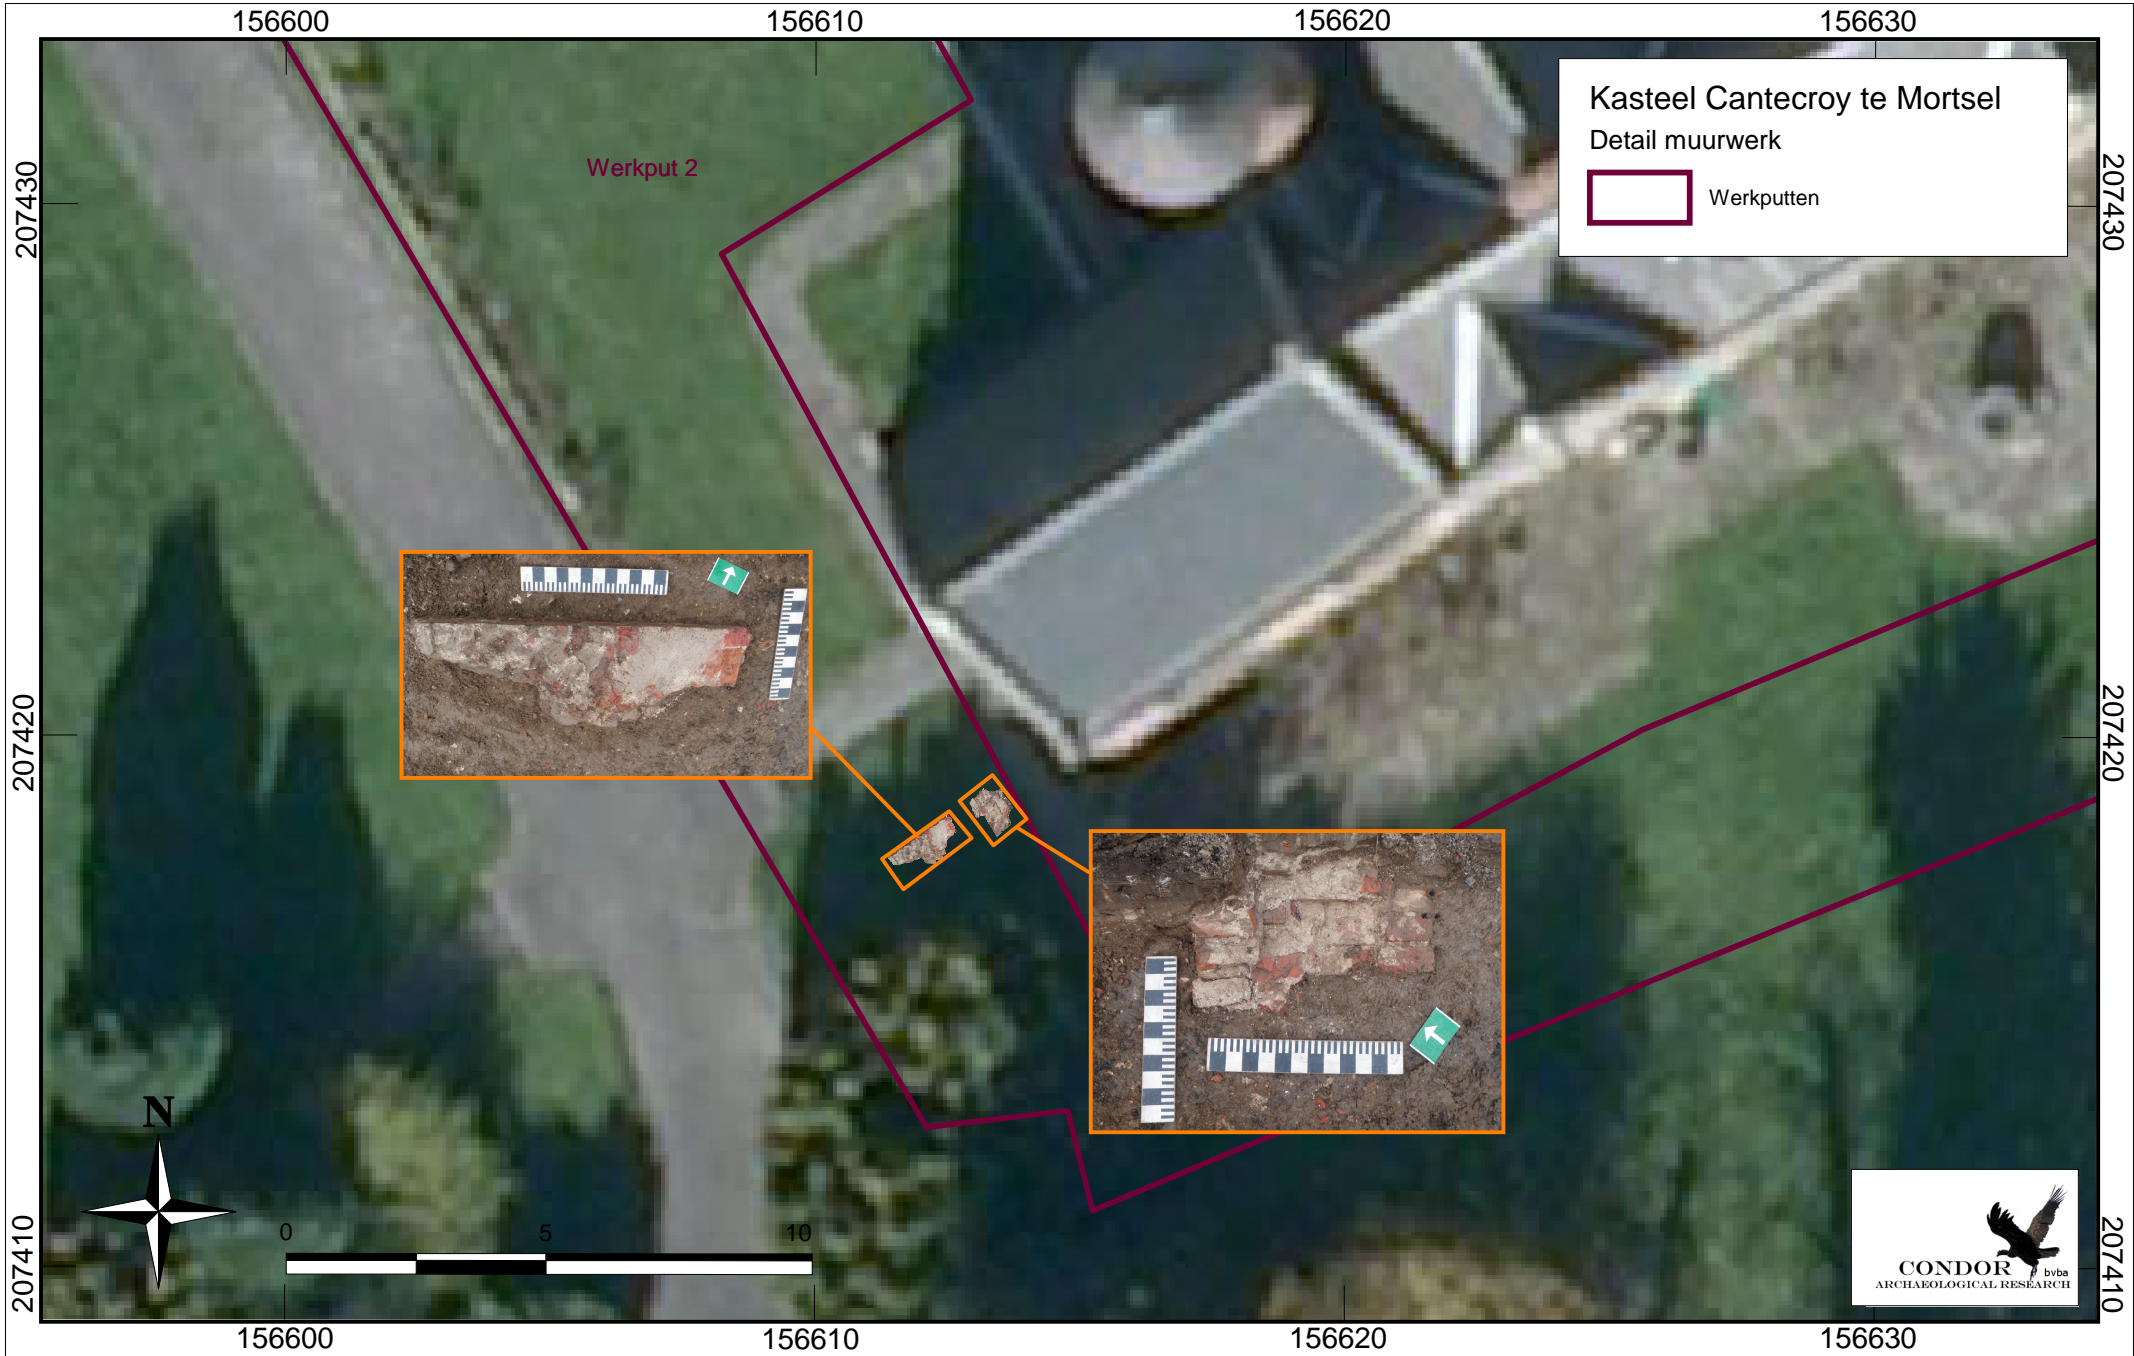 156600 156610 156620 156630
Kasteel Cantecroy te Mortsel
Detail muurwerk
Werkputten
Werkput 2
207430 207430
207420 207420
N
0 5 10
207410 207410
CONDOR bvba
ARCHAEOLOGICAL RESEARCH
156600 156610 156620 156630